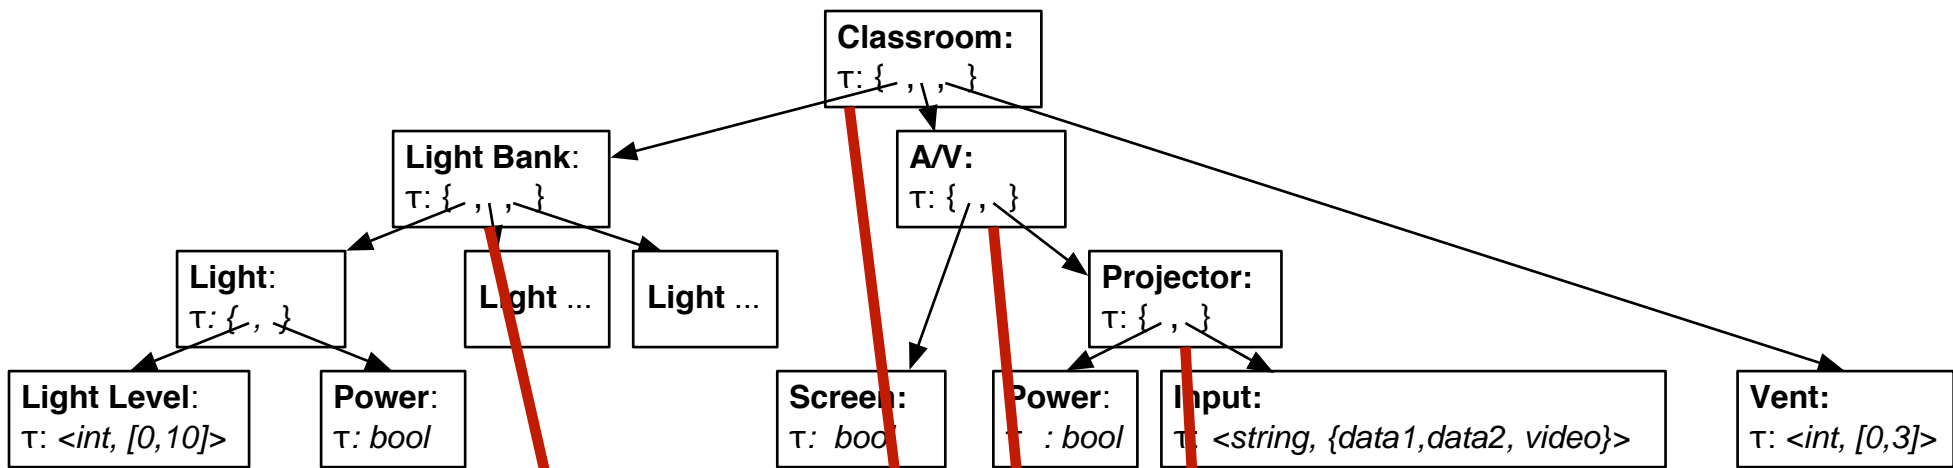 Classroom:
τ: { , , }
Light Bank:
τ: { , , }
A/V:
τ: { , }
Light:
τ: { , }
Light ...
Light ...
Projector:
τ: { , }
Light Level:
τ: <int, [0,10]>
Power:
τ: bool
Screen:
τ: bool
Power:
τ : bool
Input:
τ: <string, {data1,data2, video}>
Vent:
τ: <int, [0,3]>